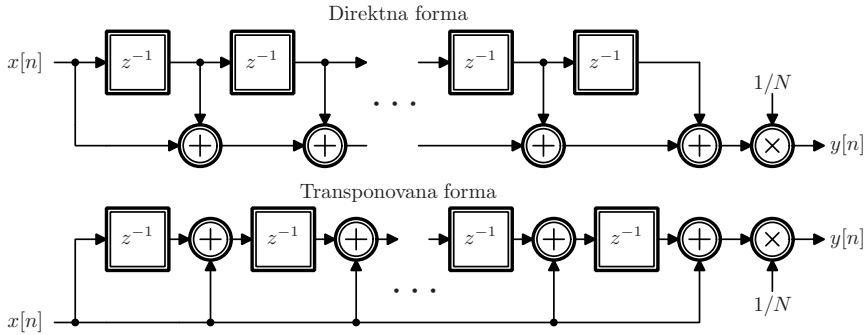 Direktna forma
x[n] z⁻¹ z⁻¹ z⁻¹ z⁻¹
1/N
. . .
+ + + + × y[n]
Transponovana forma
z⁻¹ + z⁻¹ + z⁻¹ + z⁻¹ + × y[n]
. . .
1/N
x[n]